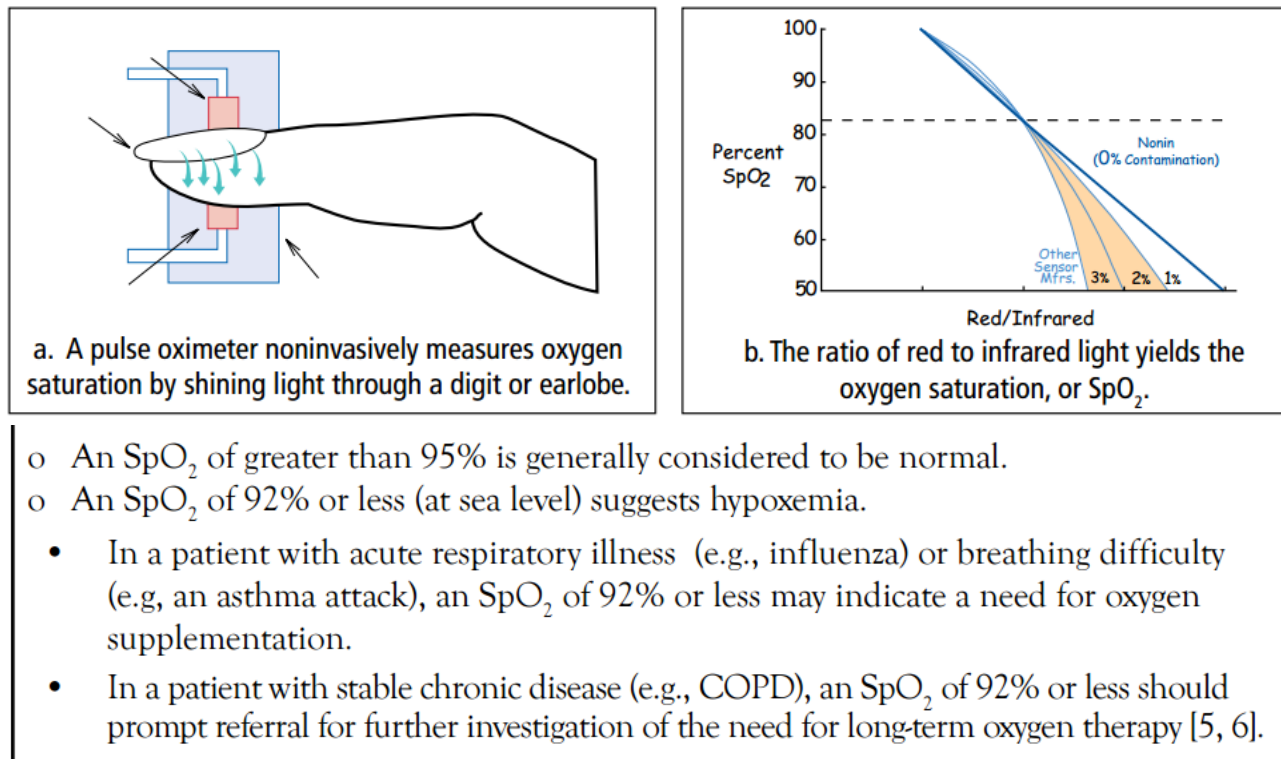 a. A pulse oximeter noninvasively measures oxygen
saturation by shining light through a digit or earlobe.
100
90
80
70
60
50
Percent
SpO2
Nonin
(0% Contamination)
Other
Sensor
Mfrs.
3%
2%
1%
Red/Infrared
b. The ratio of red to infrared light yields the
oxygen saturation, or SpO₂.
o An SpO₂ of greater than 95% is generally considered to be normal.
o An SpO₂ of 92% or less (at sea level) suggests hypoxemia.
• In a patient with acute respiratory illness (e.g., influenza) or breathing difficulty
(e.g, an asthma attack), an SpO₂ of 92% or less may indicate a need for oxygen
supplementation.
• In a patient with stable chronic disease (e.g., COPD), an SpO₂ of 92% or less should
prompt referral for further investigation of the need for long-term oxygen therapy [5, 6].